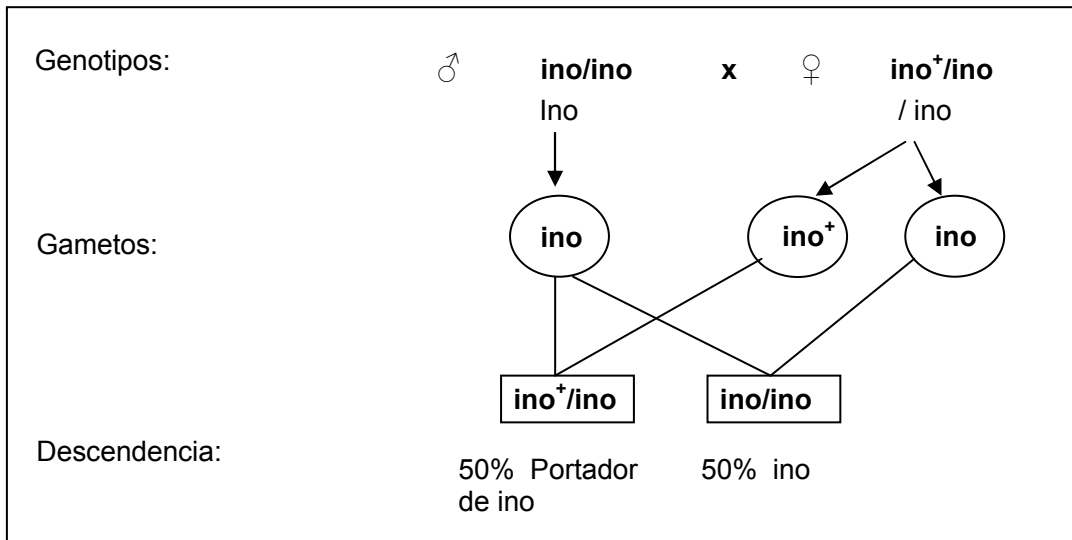 Genotipos: ♂ ino/ino x ♀ ino⁺/ino
Ino / ino
Gametos: ino ino⁺ ino
ino⁺/ino ino/ino
Descendencia:
50% Portador 50% ino
de ino